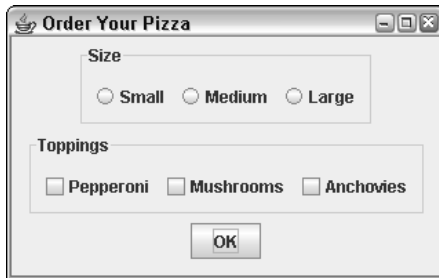 Order Your Pizza
Size
Small Medium Large
Toppings
Pepperoni Mushrooms Anchovies
OK